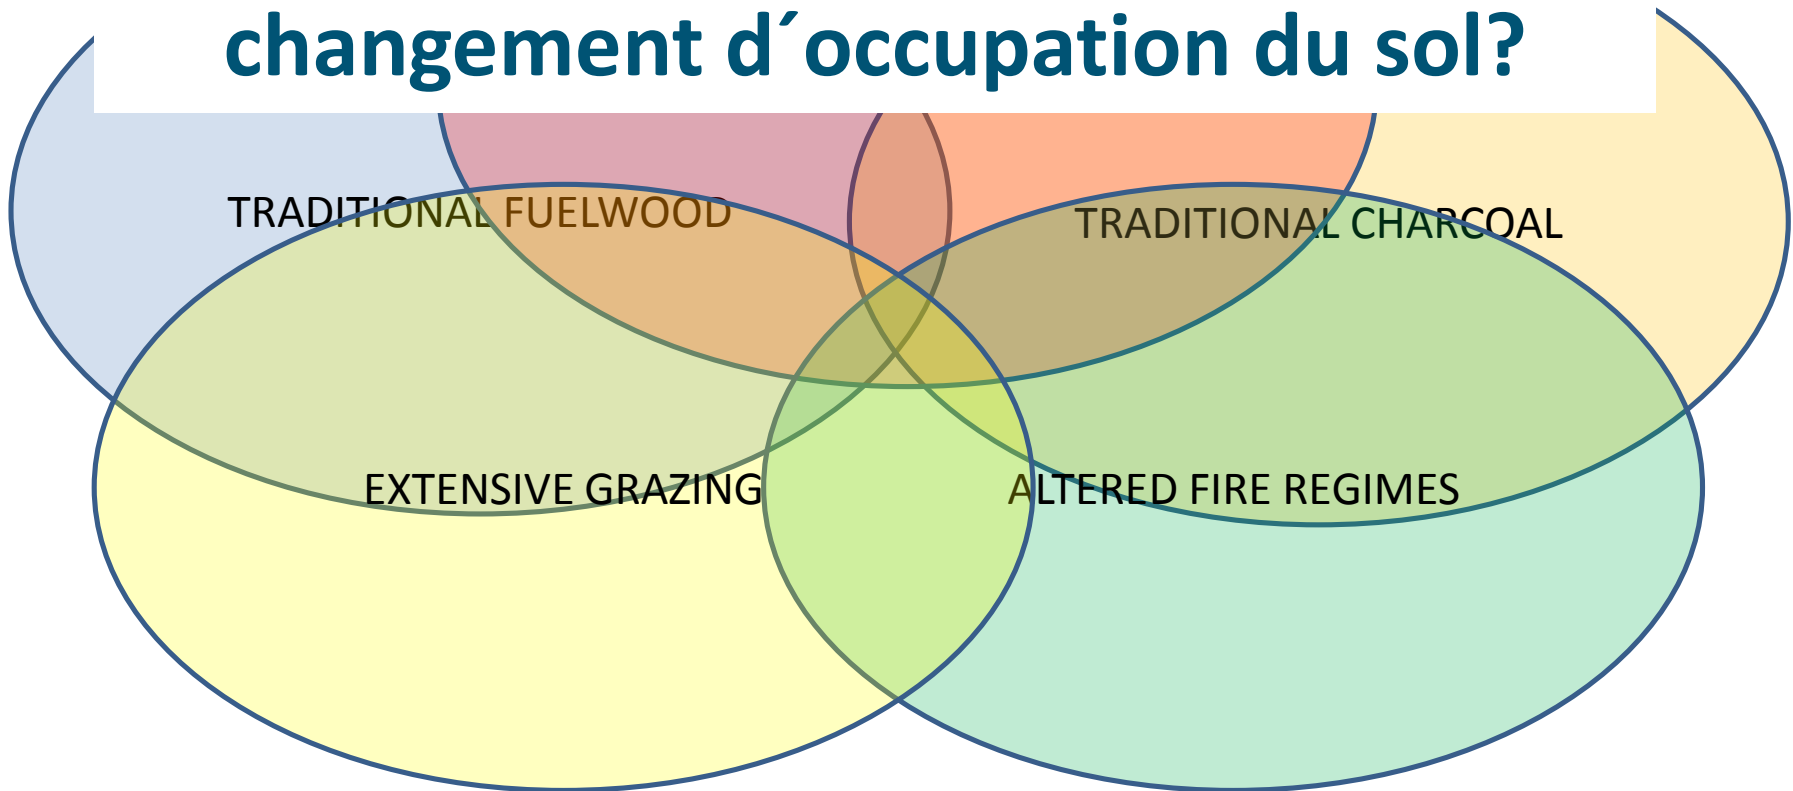 changement d´occupation du sol?
TRADITIONAL FUELWOOD
TRADITIONAL CHARCOAL
EXTENSIVE GRAZING
ALTERED FIRE REGIMES